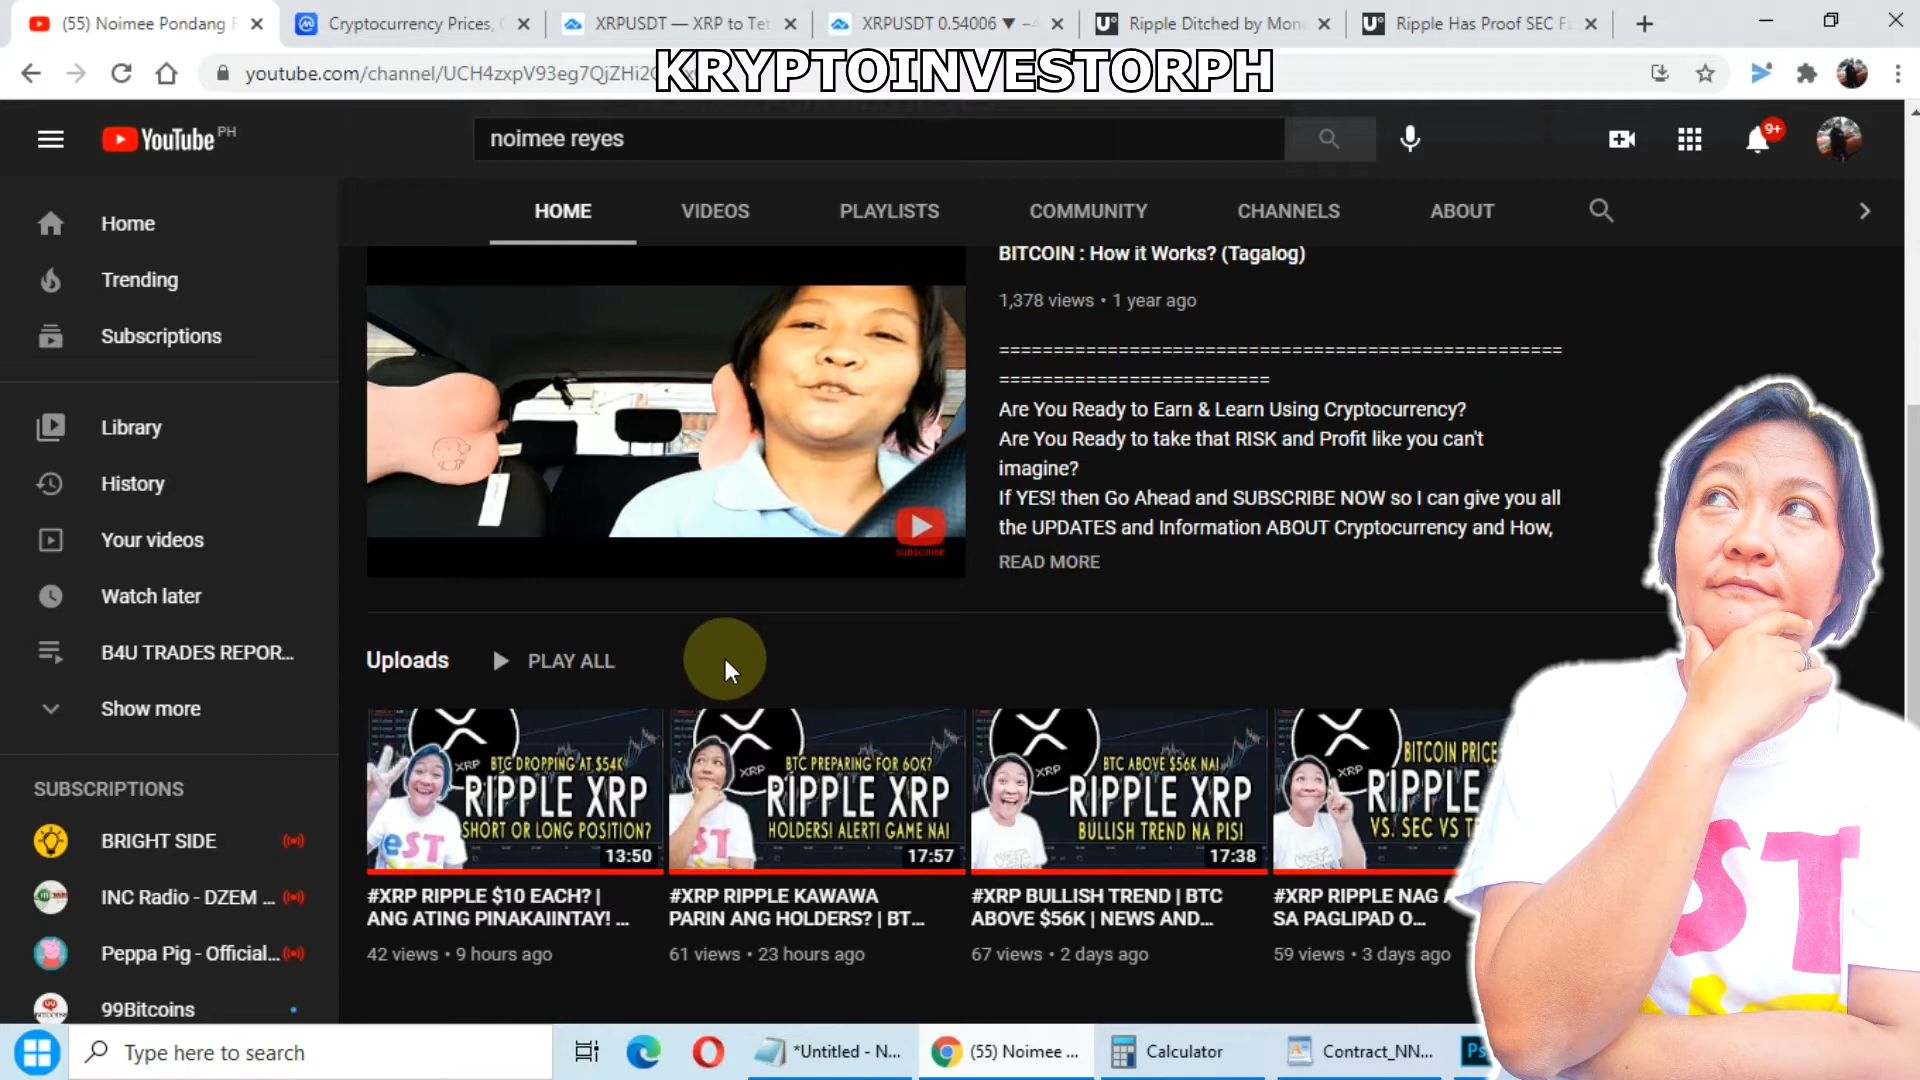 (55) Noimee Pondang
Cryptocurrency Prices,
XRPUSDT — XRP to Tet
XRPUSDT 0.54006 ▼
Ripple Ditched by Mon
Ripple Has Proof SEC
youtube.com/channel/UCH4zxpV93eg7QjZHi2
KRYPTOINVESTORPH
YouTube PH
noimee reyes
9+
HOME
VIDEOS
PLAYLISTS
COMMUNITY
CHANNELS
ABOUT
Home
Trending
Subscriptions
Library
History
Your videos
Watch later
B4U TRADES REPOR...
Show more
SUBSCRIPTIONS
BRIGHT SIDE
INC Radio - DZEM ...
Peppa Pig - Official...
99Bitcoins
BITCOIN : How it Works? (Tagalog)
1,378 views • 1 year ago
====================================================
=========================
Are You Ready to Earn & Learn Using Cryptocurrency?
Are You Ready to take that RISK and Profit like you can't
imagine?
If YES! then Go Ahead and SUBSCRIBE NOW so I can give you all
the UPDATES and Information ABOUT Cryptocurrency and How,
READ MORE
SUBSCRIBE
Uploads
PLAY ALL
XRP
BTC DROPPING AT $54K
RIPPLE XRP
SHORT OR LONG POSITION?
eST
13:50
#XRP RIPPLE $10 EACH? |
ANG ATING PINAKAIINTAY! ...
42 views • 9 hours ago
XRP
BTC PREPARING FOR 60K?
RIPPLE XRP
HOLDERS! ALERT! GAME NA!
17:57
#XRP RIPPLE KAWAWA
PARIN ANG HOLDERS? | BT...
61 views • 23 hours ago
XRP
BTC ABOVE $56K NA!
RIPPLE XRP
BULLISH TREND NA PIS!
17:38
#XRP BULLISH TREND | BTC
ABOVE $56K | NEWS AND...
67 views • 2 days ago
XRP
BITCOIN PRICE
RIPPLE
VS. SEC VS
#XRP RIPPLE NAG
SA PAGLIPAD O...
59 views • 3 days ago
ST
Type here to search
*Untitled - N...
(55) Noimee ...
Calculator
Contract_NN...
Ps